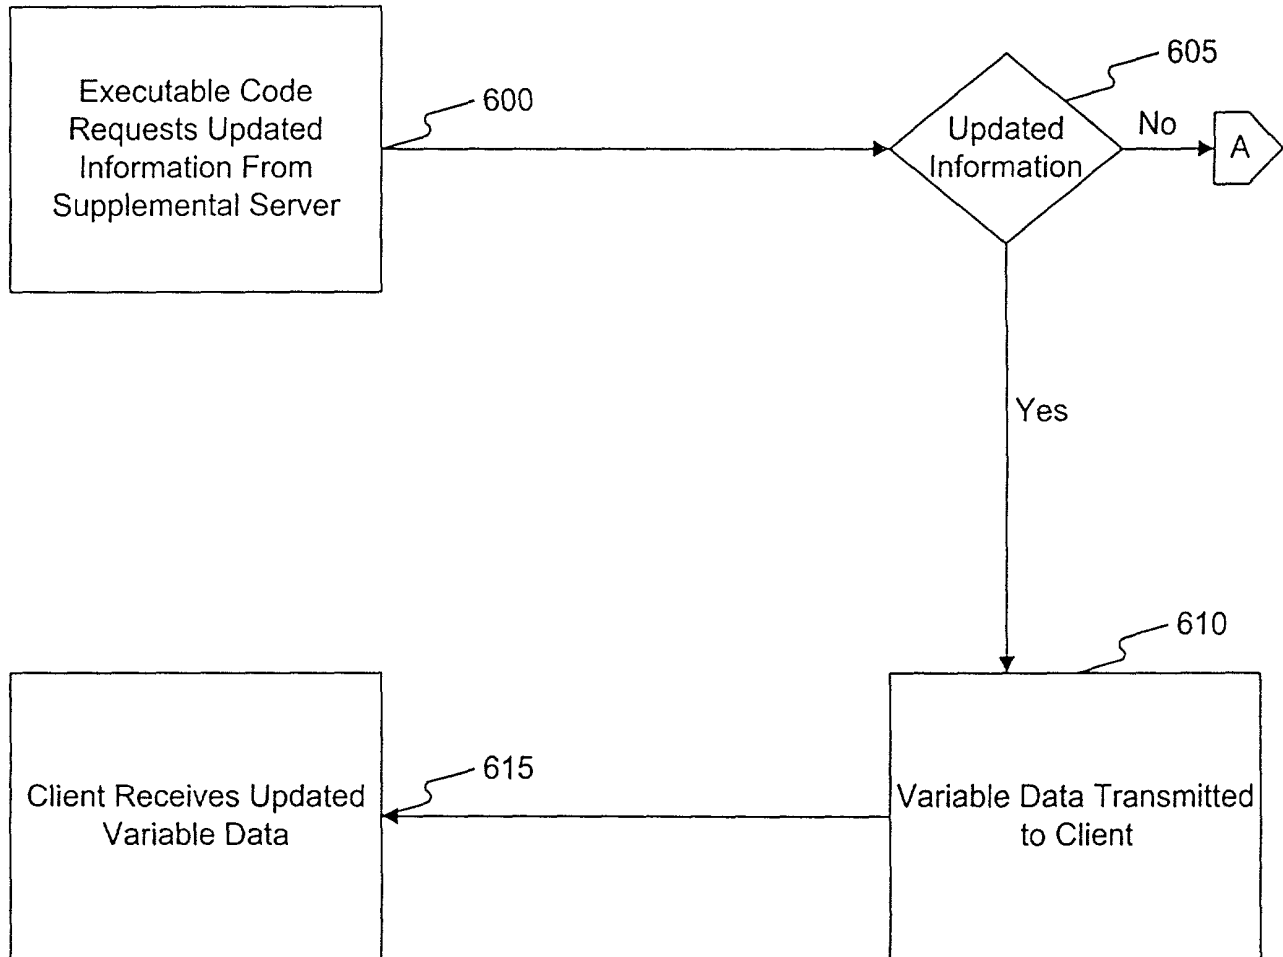 Executable Code
Requests Updated
Information From
Supplemental Server
600
605
Updated
Information
No
A
Yes
610
Variable Data Transmitted
to Client
615
Client Receives Updated
Variable Data